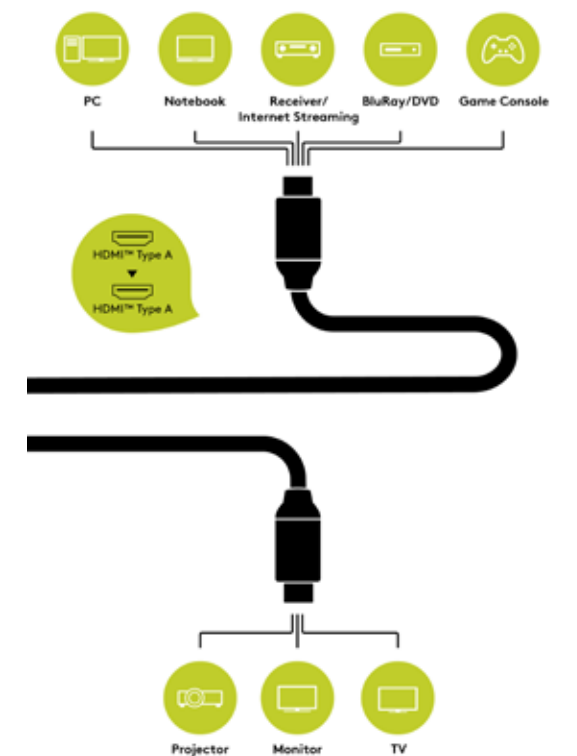 PC
Notebook
Receiver/
Internet Streaming
BluRay/DVD
Game Console
HDMI™ Type A
HDMI™ Type A
Projector
Monitor
TV